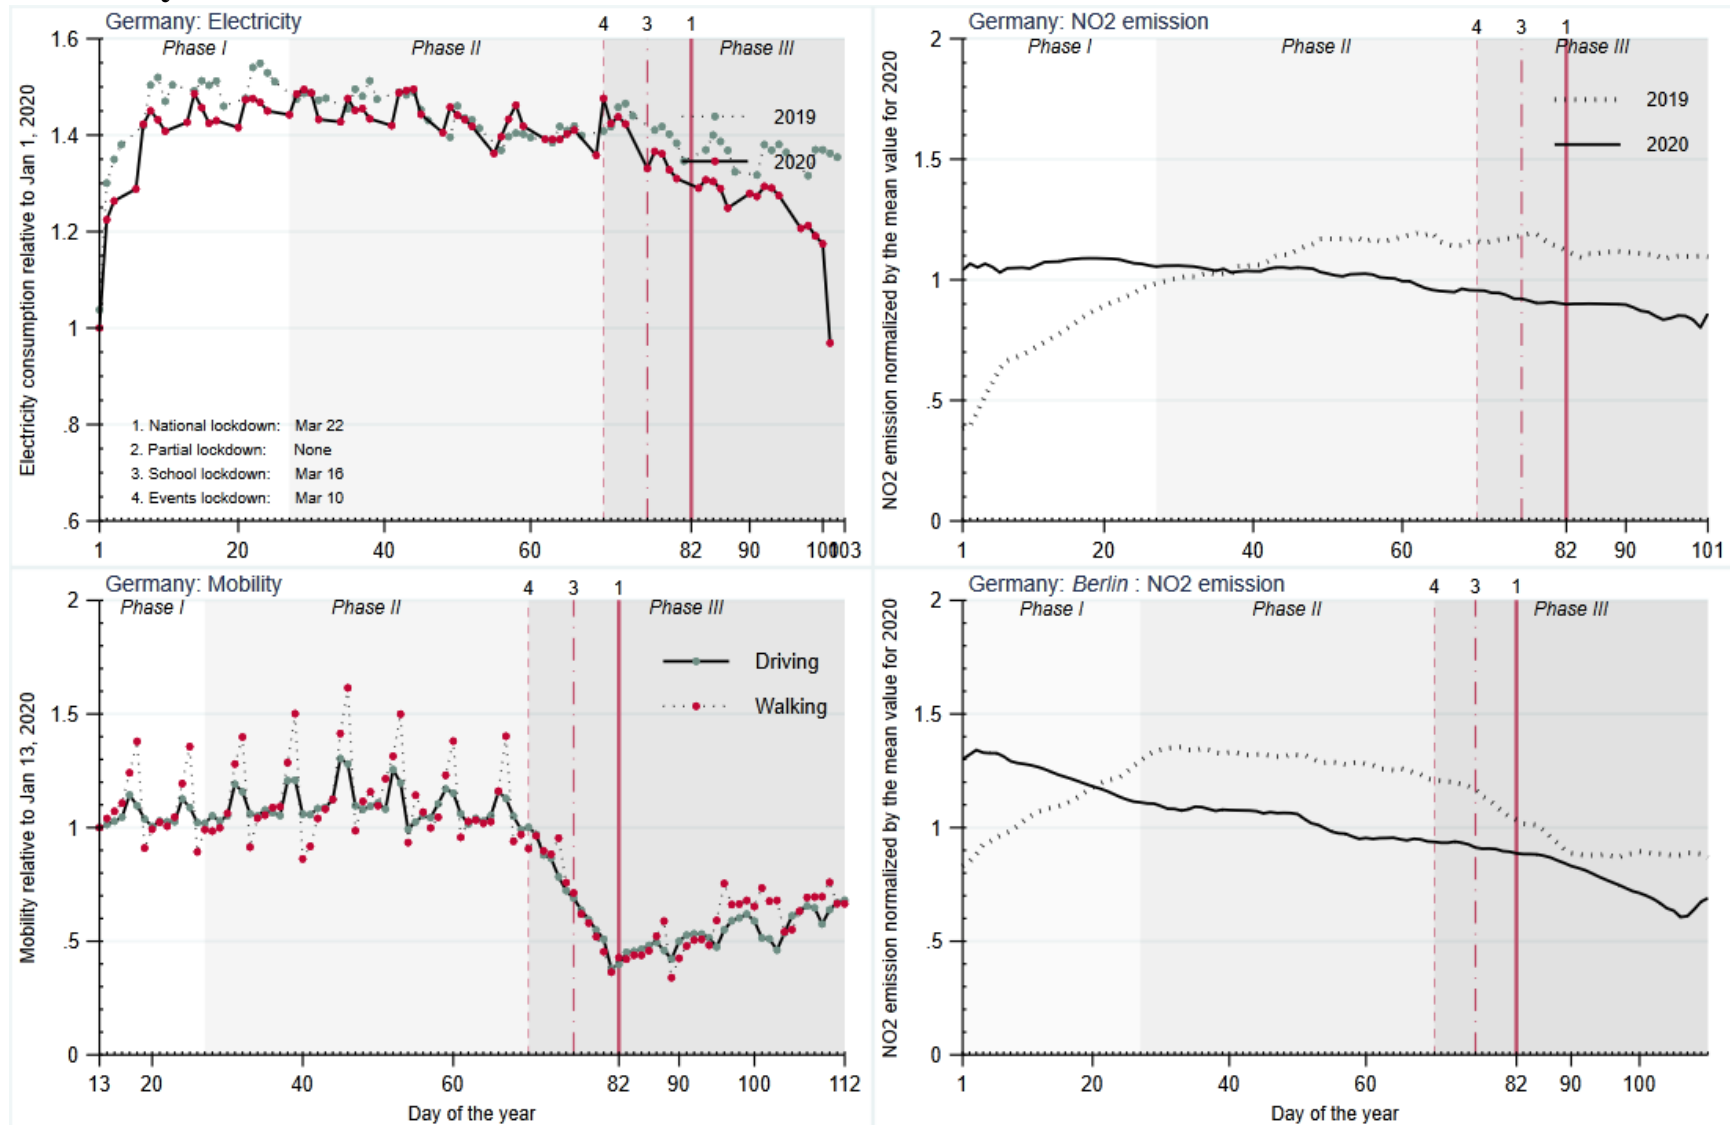 Germany: Electricity
4 3 1
Phase I Phase II Phase III
Electricity consumption relative to Jan 1, 2020
1.6
1.4
1.2
1
.8
.6
2019
2020
1. National lockdown: Mar 22
2. Partial lockdown: None
3. School lockdown: Mar 16
4. Events lockdown: Mar 10
1 20 40 60 82 90 100 103
Germany: NO2 emission
4 3 1
Phase I Phase II Phase III
NO2 emission normalized by the mean value for 2020
2
1.5
1
.5
0
2019
2020
1 20 40 60 82 90 101
Germany: Mobility
4 3 1
Phase I Phase II Phase III
Mobility relative to Jan 13, 2020
2
1.5
1
.5
0
Driving
Walking
13 20 40 60 82 90 100 112
Day of the year
Germany: Berlin : NO2 emission
4 3 1
Phase I Phase II Phase III
NO2 emission normalized by the mean value for 2020
2
1.5
1
.5
0
1 20 40 60 82 90 100
Day of the year